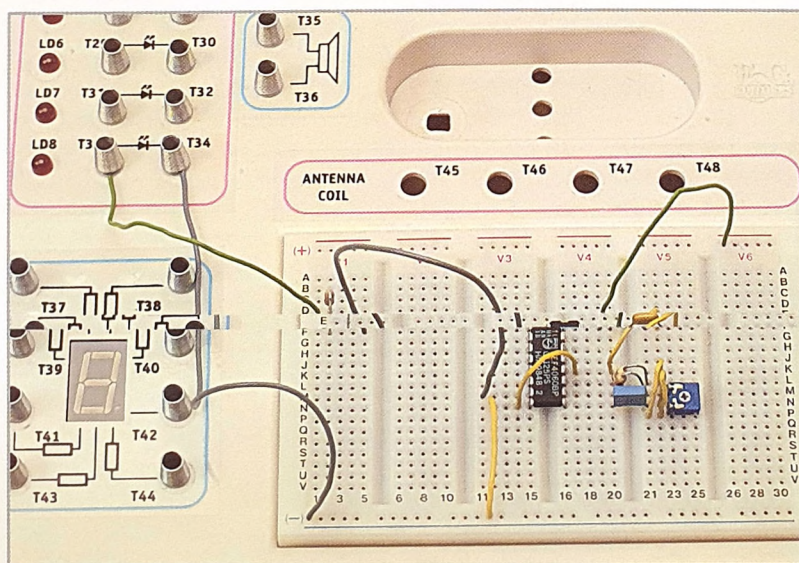 T35
LD6 T30
T36
LD7 T32
LD8 T3 T34
ANTENNA COIL T45 T46 T47 T48
(+) V3 V4 V5 V6
A A
B B
C C
D
E
T37 T38
F
G G
H H
I I
J J
K K
T39 T40
L L
M M
N N
O O
P P
Q Q
T41 T42
R R
S S
T T
U U
V V
T43 T44
1 3 5 6 8 10 11 13 15 16 18 20 21 23 25 26 28 30
(−)